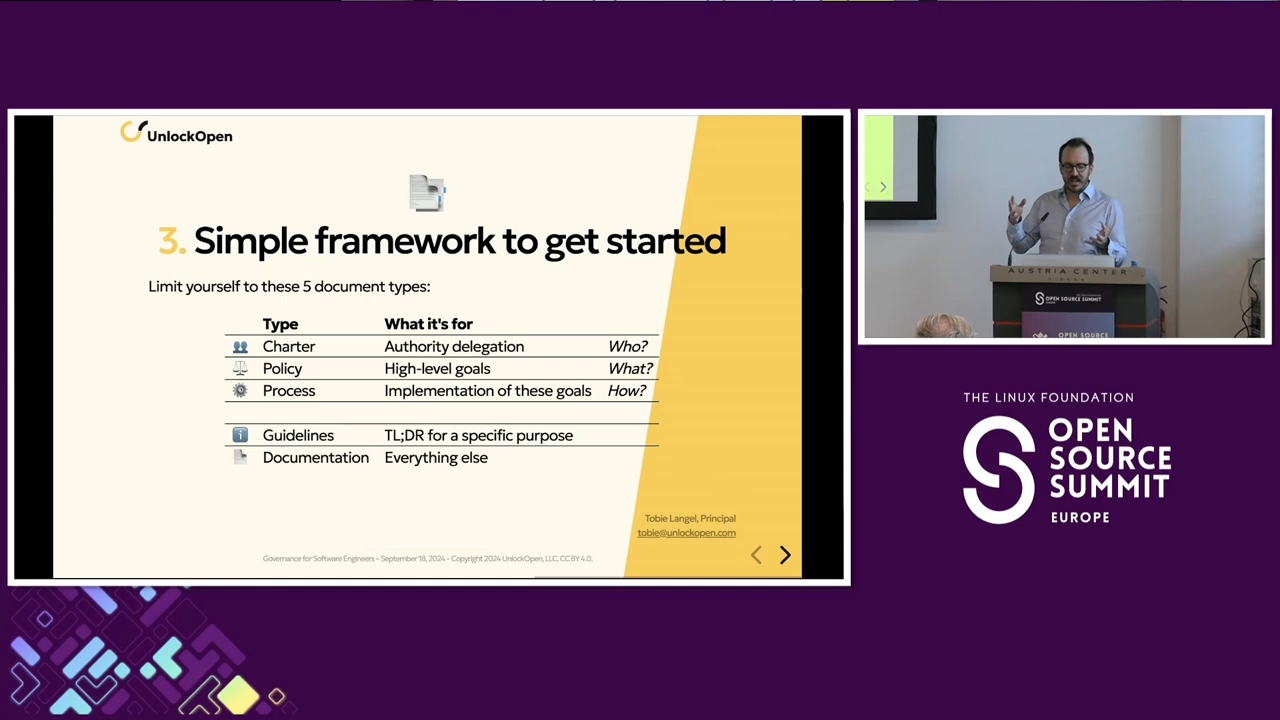 UnlockOpen
3. Simple framework to get started
Limit yourself to these 5 document types:
Type What it's for
Charter Authority delegation Who?
Policy High-level goals What?
Process Implementation of these goals How?
Guidelines TL;DR for a specific purpose
Documentation Everything else
Tobie Langel, Principal
tobie@unlockopen.com
Governance for Software Engineers – September 18, 2024 – Copyright 2024 UnlockOpen, LLC. CC BY 4.0.
AUSTRIA CENTER
OPEN SOURCE SUMMIT
OPEN SOURCE
THE LINUX FOUNDATION
OPEN
SOURCE
SUMMIT
EUROPE